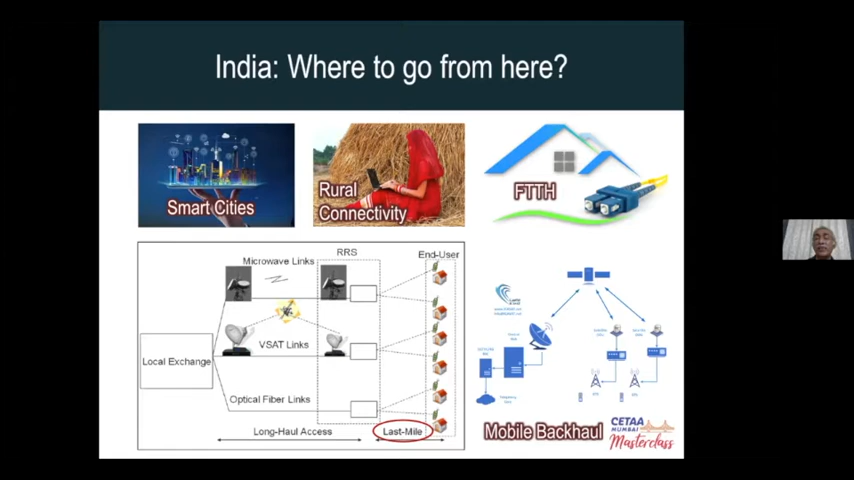 India: Where to go from here?
Smart Cities
Rural
Connectivity
FTTH
Microwave Links
RRS
End-User
Local Exchange
VSAT Links
Optical Fiber Links
Long-Haul Access
Last-Mile
Mobile Backhaul
CETAA
MUMBAI
Masterclass